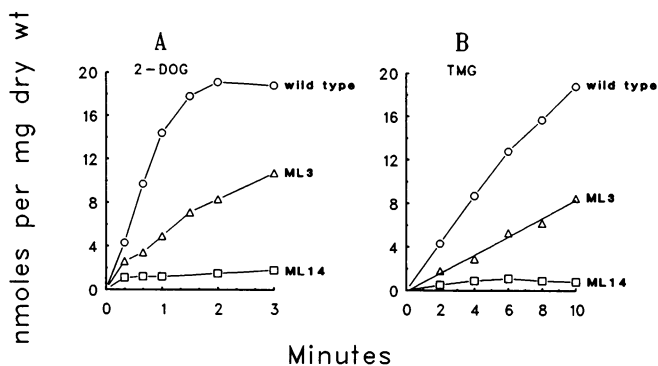 nmoles per mg dry wt
A
2-DOG
20
16
12
8
4
0
0
1
2
3
wild type
ML3
ML14
B
TMG
20
16
12
8
4
0
0
2
4
6
8
10
wild type
ML3
ML14
Minutes